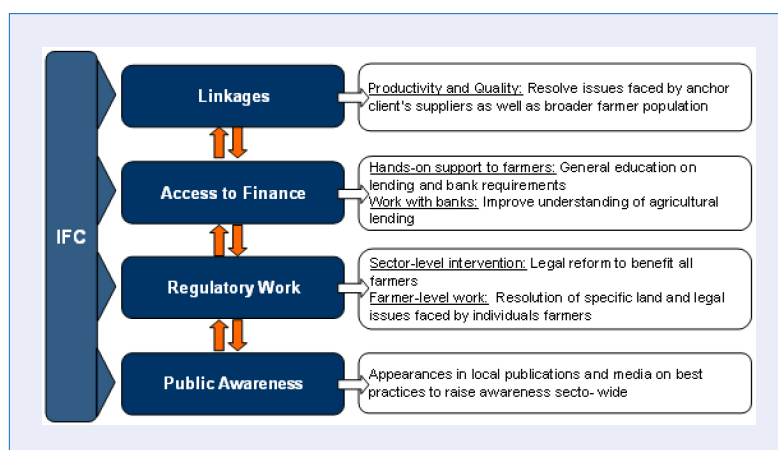 IFC
Linkages
Productivity and Quality: Resolve issues faced by anchor
client's suppliers as well as broader farmer population
Access to Finance
Hands-on support to farmers: General education on
lending and bank requirements
Work with banks: Improve understanding of agricultural
lending
Regulatory Work
Sector-level intervention: Legal reform to benefit all
farmers
Farmer-level work: Resolution of specific land and legal
issues faced by individuals farmers
Public Awareness
Appearances in local publications and media on best
practices to raise awareness secto- wide